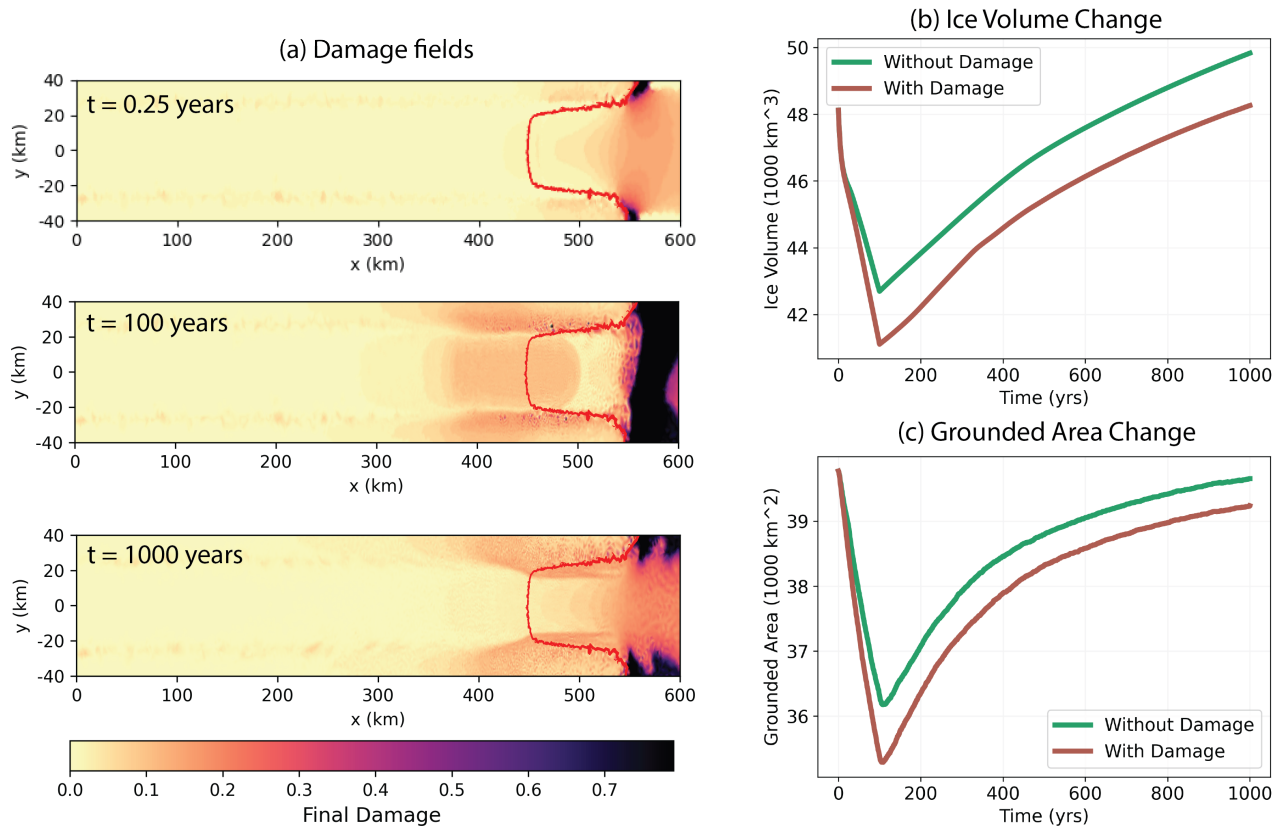 (a) Damage fields
t = 0.25 years
40
20
0
-20
-40
y (km)
0 100 200 300 400 500 600
x (km)
t = 100 years
40
20
0
-20
-40
y (km)
0 100 200 300 400 500 600
x (km)
t = 1000 years
40
20
0
-20
-40
y (km)
0 100 200 300 400 500 600
x (km)
0.0 0.1 0.2 0.3 0.4 0.5 0.6 0.7
Final Damage
(b) Ice Volume Change
Without Damage
With Damage
50
48
46
44
42
Ice Volume (1000 km^3)
0 200 400 600 800 1000
Time (yrs)
(c) Grounded Area Change
39
38
37
36
Grounded Area (1000 km^2)
Without Damage
With Damage
0 200 400 600 800 1000
Time (yrs)